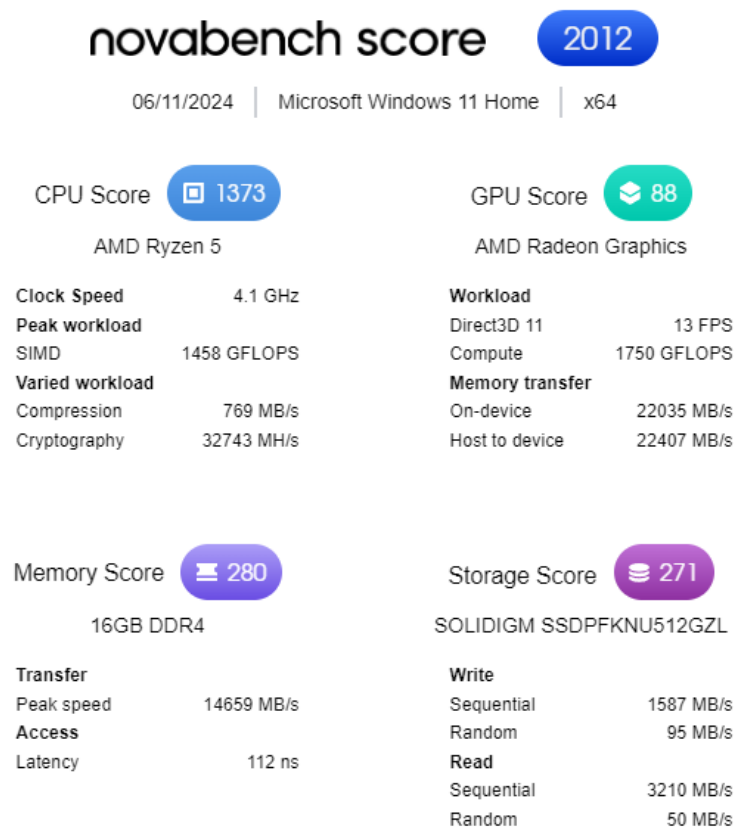 novabench score 2012
06/11/2024 | Microsoft Windows 11 Home | x64
CPU Score 1373
AMD Ryzen 5
Clock Speed 4.1 GHz
Peak workload
SIMD 1458 GFLOPS
Varied workload
Compression 769 MB/s
Cryptography 32743 MH/s
GPU Score 88
AMD Radeon Graphics
Workload
Direct3D 11 13 FPS
Compute 1750 GFLOPS
Memory transfer
On-device 22035 MB/s
Host to device 22407 MB/s
Memory Score 280
16GB DDR4
Transfer
Peak speed 14659 MB/s
Access
Latency 112 ns
Storage Score 271
SOLIDIGM SSDPFKNU512GZL
Write
Sequential 1587 MB/s
Random 95 MB/s
Read
Sequential 3210 MB/s
Random 50 MB/s